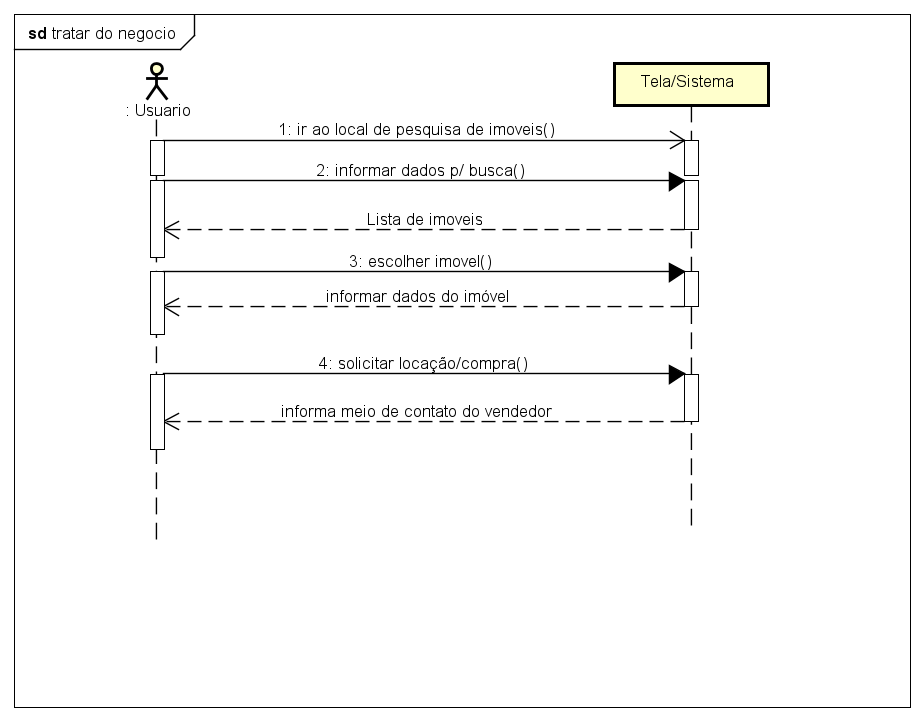 sd tratar do negocio
: Usuario
Tela/Sistema
1: ir ao local de pesquisa de imoveis()
2: informar dados p/ busca()
Lista de imoveis
3: escolher imovel()
informar dados do imóvel
4: solicitar locação/compra()
informa meio de contato do vendedor